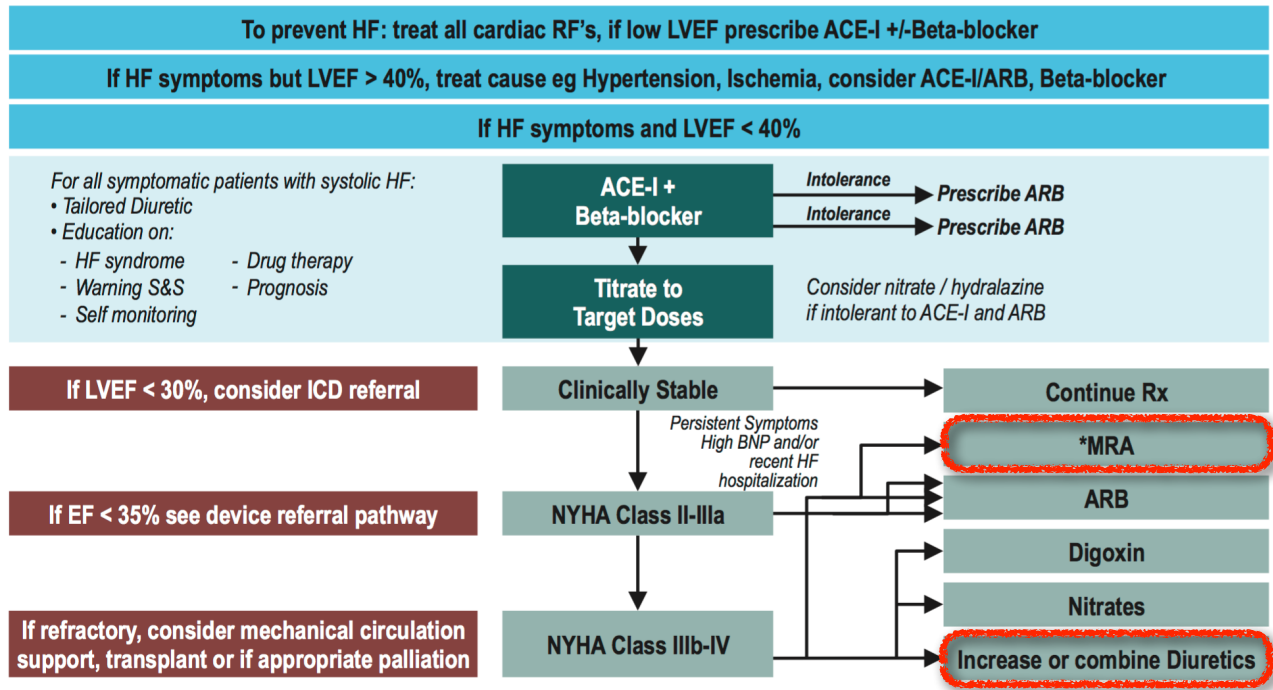 To prevent HF: treat all cardiac RF's, if low LVEF prescribe ACE-I +/-Beta-blocker
If HF symptoms but LVEF > 40%, treat cause eg Hypertension, Ischemia, consider ACE-I/ARB, Beta-blocker
If HF symptoms and LVEF < 40%
For all symptomatic patients with systolic HF:
• Tailored Diuretic
• Education on:
- HF syndrome
- Drug therapy
- Warning S&S
- Prognosis
- Self monitoring
ACE-I +
Beta-blocker
Intolerance
Prescribe ARB
Intolerance
Prescribe ARB
Titrate to
Target Doses
Consider nitrate / hydralazine
if intolerant to ACE-I and ARB
If LVEF < 30%, consider ICD referral
Clinically Stable
Continue Rx
Persistent Symptoms
High BNP and/or
recent HF
hospitalization
*MRA
ARB
If EF < 35% see device referral pathway
NYHA Class II-IIIa
Digoxin
Nitrates
If refractory, consider mechanical circulation
support, transplant or if appropriate palliation
NYHA Class IIIb-IV
Increase or combine Diuretics